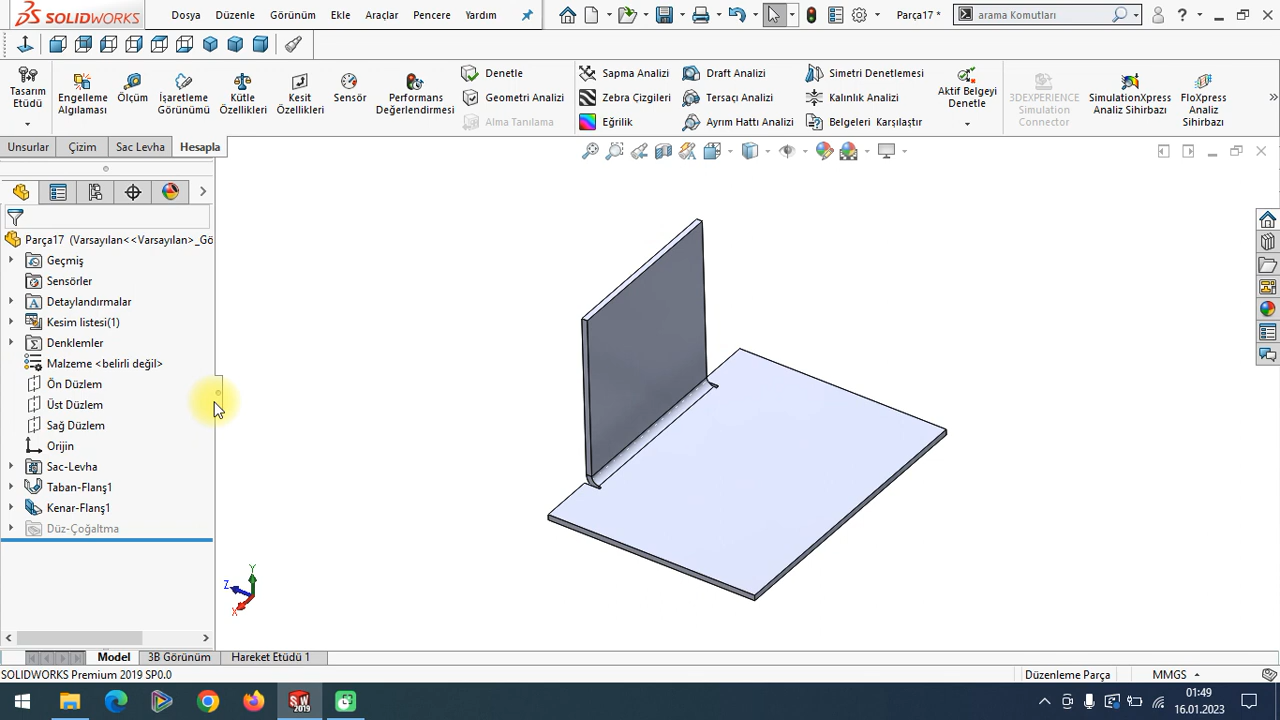 SOLIDWORKS Dosya Düzenle Görünüm Ekle Araçlar Pencere Yardım Parça17 * arama Komutları ?
Tasarım Etüdü
Engelleme Algılaması
Ölçüm
İşaretleme Görünümü
Kütle Özellikleri
Kesit Özellikleri
Sensör
Performans Değerlendirmesi
Denetle
Geometri Analizi
Alma Tanılama
Sapma Analizi
Zebra Çizgileri
Eğrilik
Draft Analizi
Tersaçı Analizi
Ayrım Hattı Analizi
Simetri Denetlemesi
Kalınlık Analizi
Belgeleri Karşılaştır
Aktif Belgeyi Denetle
3DEXPERIENCE Simulation Connector
SimulationXpress Analiz Sihirbazı
FloXpress Analiz Sihirbazı
Unsurlar Çizim Sac Levha Hesapla
Parça17 (Varsayılan<<Varsayılan>_Gö
Geçmiş
Sensörler
Detaylandırmalar
Kesim listesi(1)
Denklemler
Malzeme <belirli değil>
Ön Düzlem
Üst Düzlem
Sağ Düzlem
Orijin
Sac-Levha
Taban-Flanş1
Kenar-Flanş1
Düz-Çoğaltma
Y
Z
X
Model 3B Görünüm Hareket Etüdü 1
SOLIDWORKS Premium 2019 SP0.0 Düzenleme Parça MMGS
SW 2019
01:49
16.01.2023